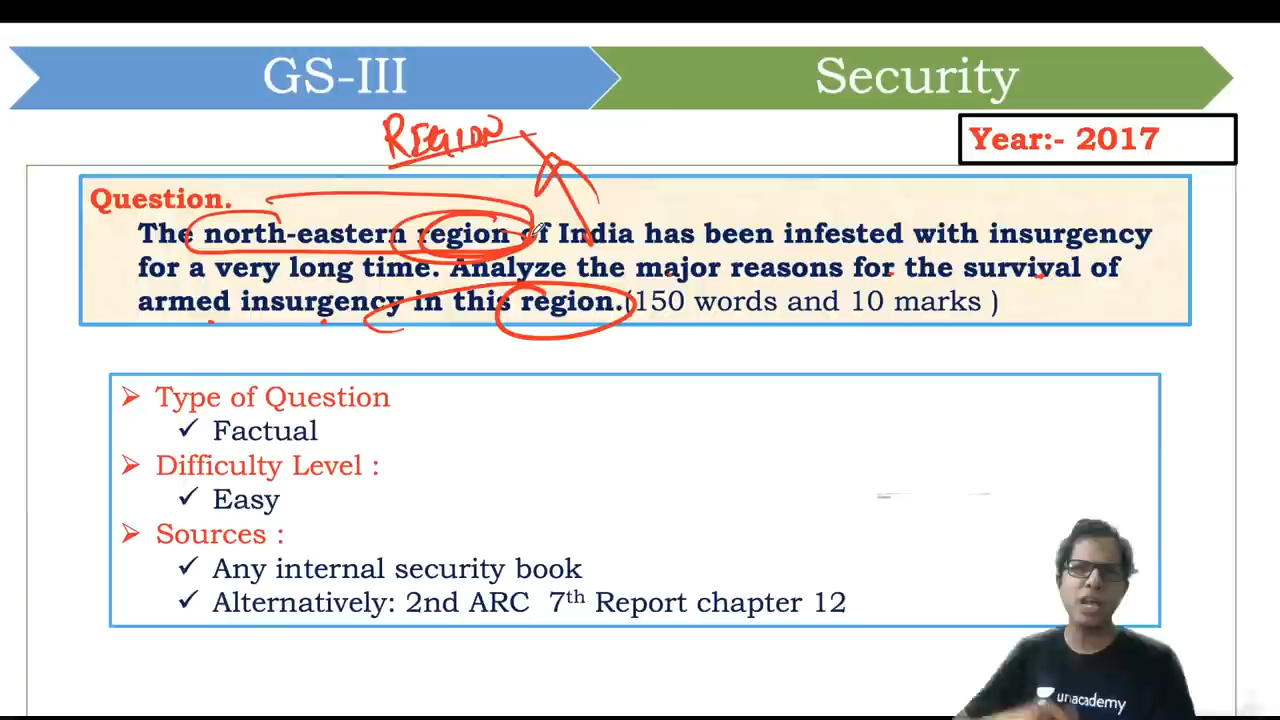 GS-III
Security
REGION
Year:- 2017
Question.
The north-eastern region of India has been infested with insurgency
for a very long time. Analyze the major reasons for the survival of
armed insurgency in this region.(150 words and 10 marks )
➢ Type of Question
✓ Factual
➢ Difficulty Level :
✓ Easy
➢ Sources :
✓ Any internal security book
✓ Alternatively: 2nd ARC 7th Report chapter 12
unacademy